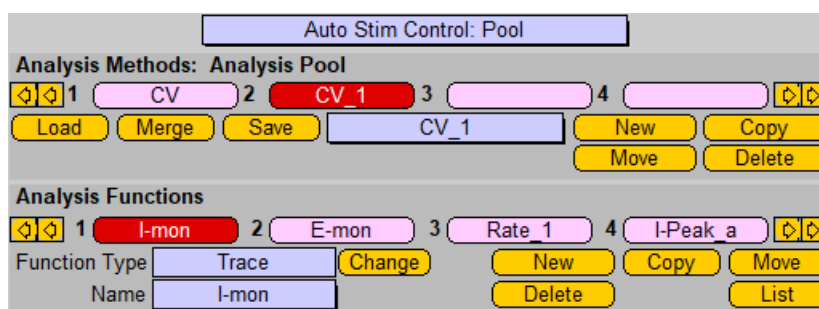 Auto Stim Control: Pool
Analysis Methods: Analysis Pool
1 CV 2 CV_1 3 4
Load Merge Save CV_1 New Copy
Move Delete
Analysis Functions
1 I-mon 2 E-mon 3 Rate_1 4 I-Peak_a
Function Type Trace Change New Copy Move
Name I-mon Delete List